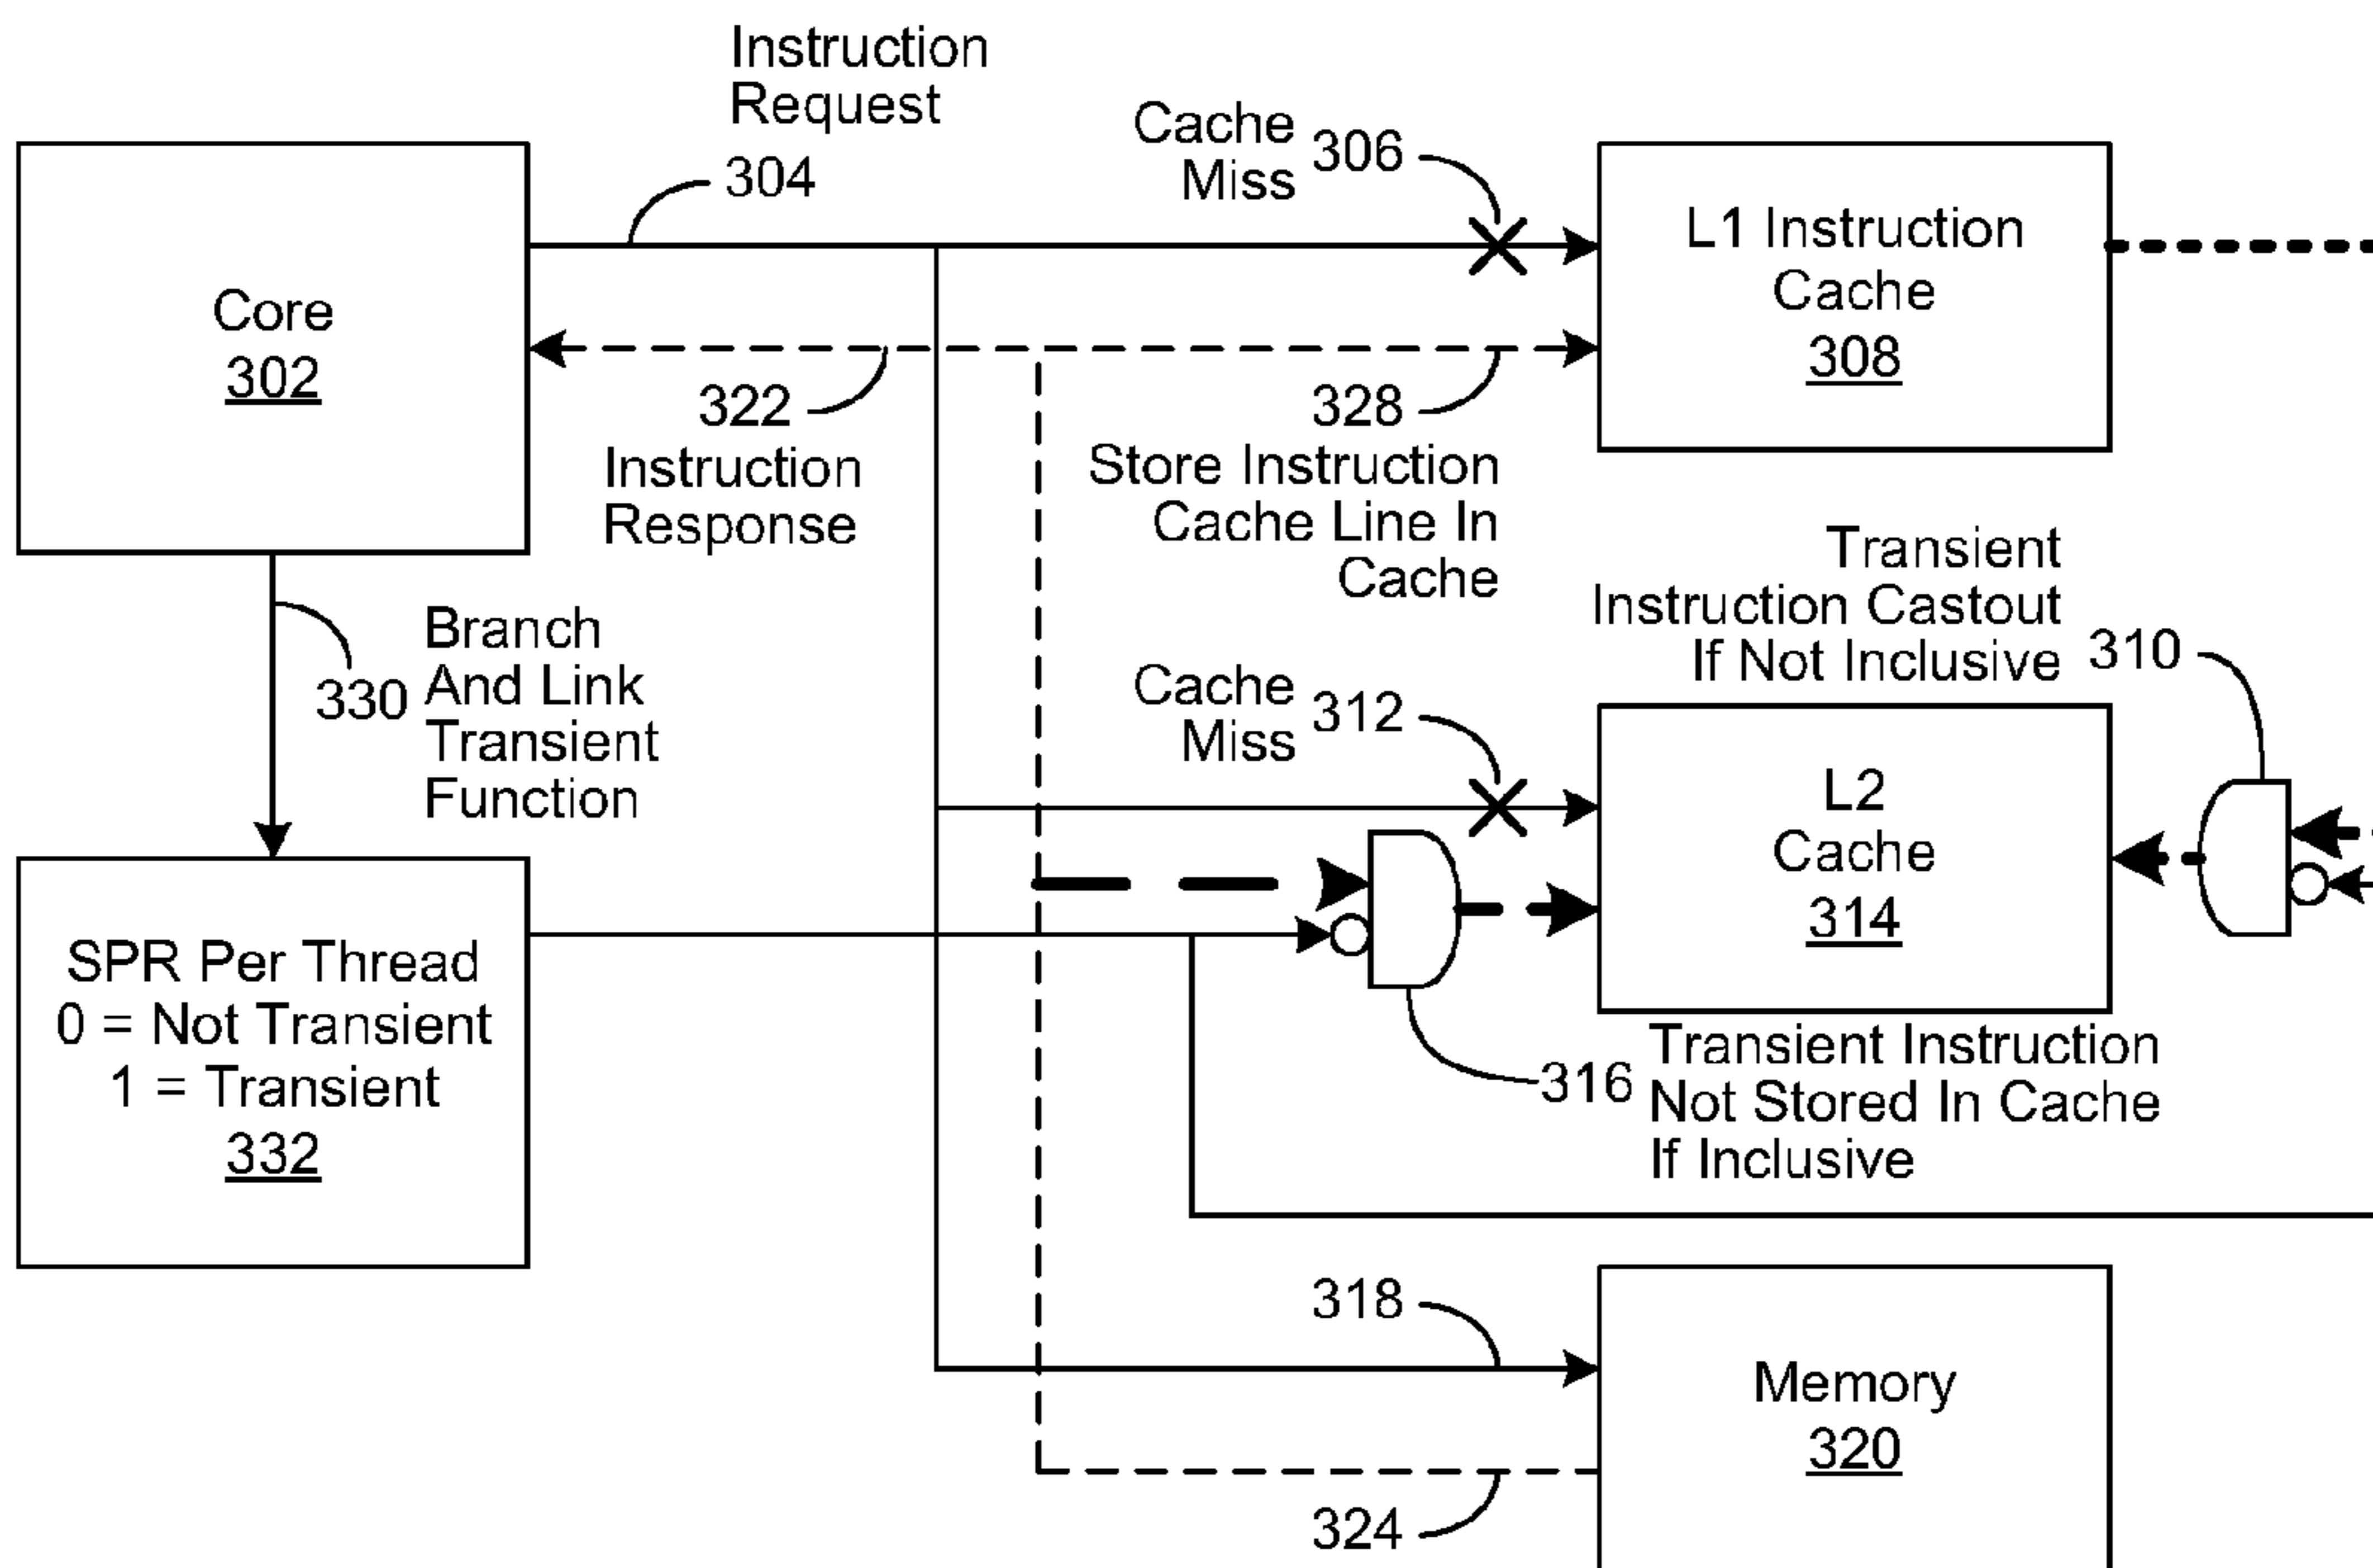 Instruction
Request
304
Cache
Miss
306
Core
302
L1 Instruction
Cache
308
322
Instruction
Response
328
Store Instruction
Cache Line In
Cache
Transient
Instruction Castout
If Not Inclusive
310
330
Branch
And Link
Transient
Function
Cache
Miss
312
L2
Cache
314
SPR Per Thread
0 = Not Transient
1 = Transient
332
316
Transient Instruction
Not Stored In Cache
If Inclusive
318
Memory
320
324